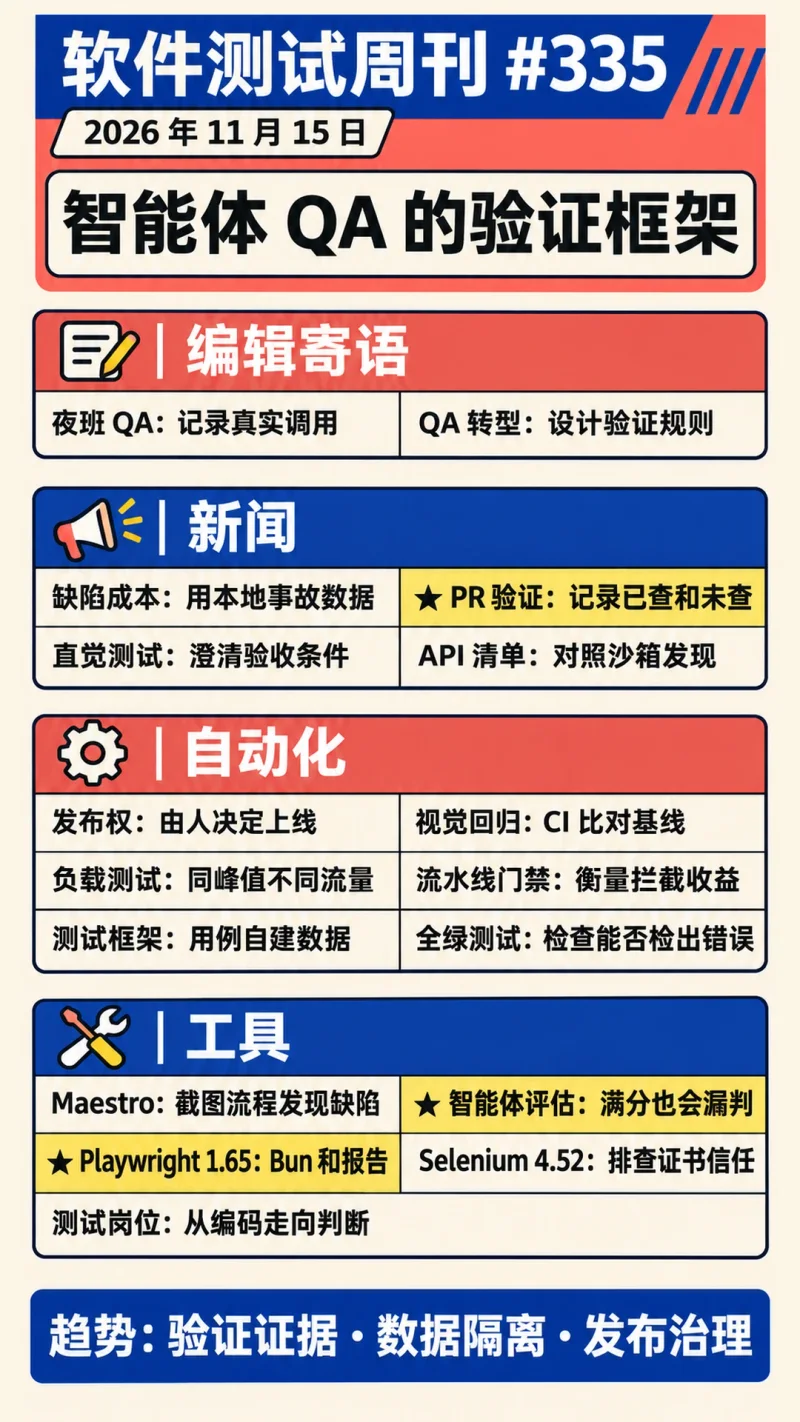 软件测试周刊 #335
2026 年 11 月 15 日
智能体 QA 的验证框架
编辑寄语
夜班 QA：记录真实调用
QA 转型：设计验证规则
新闻
缺陷成本：用本地事故数据
★ PR 验证：记录已查和未查
直觉测试：澄清验收条件
API 清单：对照沙箱发现
自动化
发布权：由人决定上线
视觉回归：CI 比对基线
负载测试：同峰值不同流量
流水线门禁：衡量拦截收益
测试框架：用例自建数据
全绿测试：检查能否检出错误
工具
Maestro：截图流程发现缺陷
★ 智能体评估：满分也会漏判
★ Playwright 1.65：Bun 和报告
Selenium 4.52：排查证书信任
测试岗位：从编码走向判断
趋势：验证证据·数据隔离·发布治理